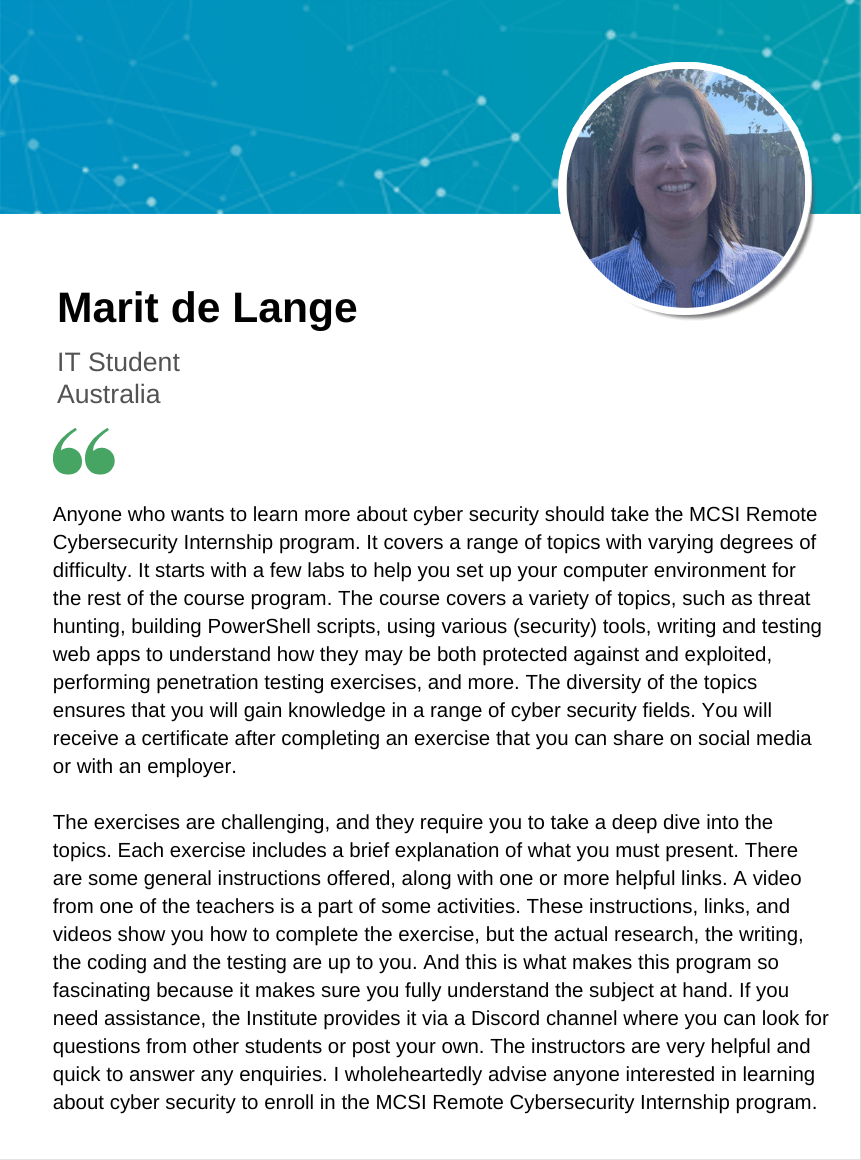 Marit de Lange
IT Student
Australia
“
Anyone who wants to learn more about cyber security should take the MCSI Remote
Cybersecurity Internship program. It covers a range of topics with varying degrees of
difficulty. It starts with a few labs to help you set up your computer environment for
the rest of the course program. The course covers a variety of topics, such as threat
hunting, building PowerShell scripts, using various (security) tools, writing and testing
web apps to understand how they may be both protected against and exploited,
performing penetration testing exercises, and more. The diversity of the topics
ensures that you will gain knowledge in a range of cyber security fields. You will
receive a certificate after completing an exercise that you can share on social media
or with an employer.
The exercises are challenging, and they require you to take a deep dive into the
topics. Each exercise includes a brief explanation of what you must present. There
are some general instructions offered, along with one or more helpful links. A video
from one of the teachers is a part of some activities. These instructions, links, and
videos show you how to complete the exercise, but the actual research, the writing,
the coding and the testing are up to you. And this is what makes this program so
fascinating because it makes sure you fully understand the subject at hand. If you
need assistance, the Institute provides it via a Discord channel where you can look for
questions from other students or post your own. The instructors are very helpful and
quick to answer any enquiries. I wholeheartedly advise anyone interested in learning
about cyber security to enroll in the MCSI Remote Cybersecurity Internship program.